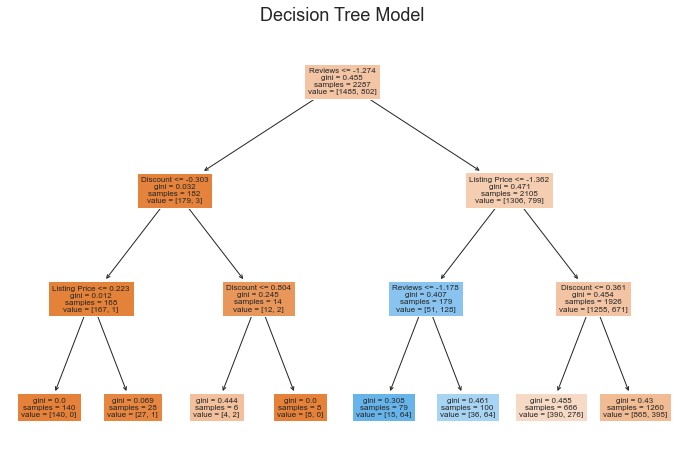 Decision Tree Model
Reviews <= -1.274
gini = 0.455
samples = 2287
value = [1485, 802]
Discount <= -0.303
gini = 0.032
samples = 182
value = [179, 3]
Listing Price <= -1.362
gini = 0.471
samples = 2105
value = [1306, 799]
Listing Price <= 0.223
gini = 0.012
samples = 168
value = [167, 1]
Discount <=
gini = 0.245
samples = 14
value = [12, 2]
Reviews <=
gini = 0.407
samples = 179
value = [51, 128]
Discount <= 0.361
gini = 0.454
samples = 1926
value = [1255, 671]
gini = 0.0
samples = 140
value = [140, 0]
gini = 0.069
samples = 28
value = [27, 1]
gini = 0.444
samples = 6
value = [4, 2]
gini = 0.0
samples = 8
value = [8, 0]
gini = 0.308
samples = 79
value = [15, 64]
gini = 0.461
samples = 100
value = [36, 64]
gini = 0.485
samples = 666
value = [390, 276]
gini = 0.43
samples = 1260
value = [865, 395]